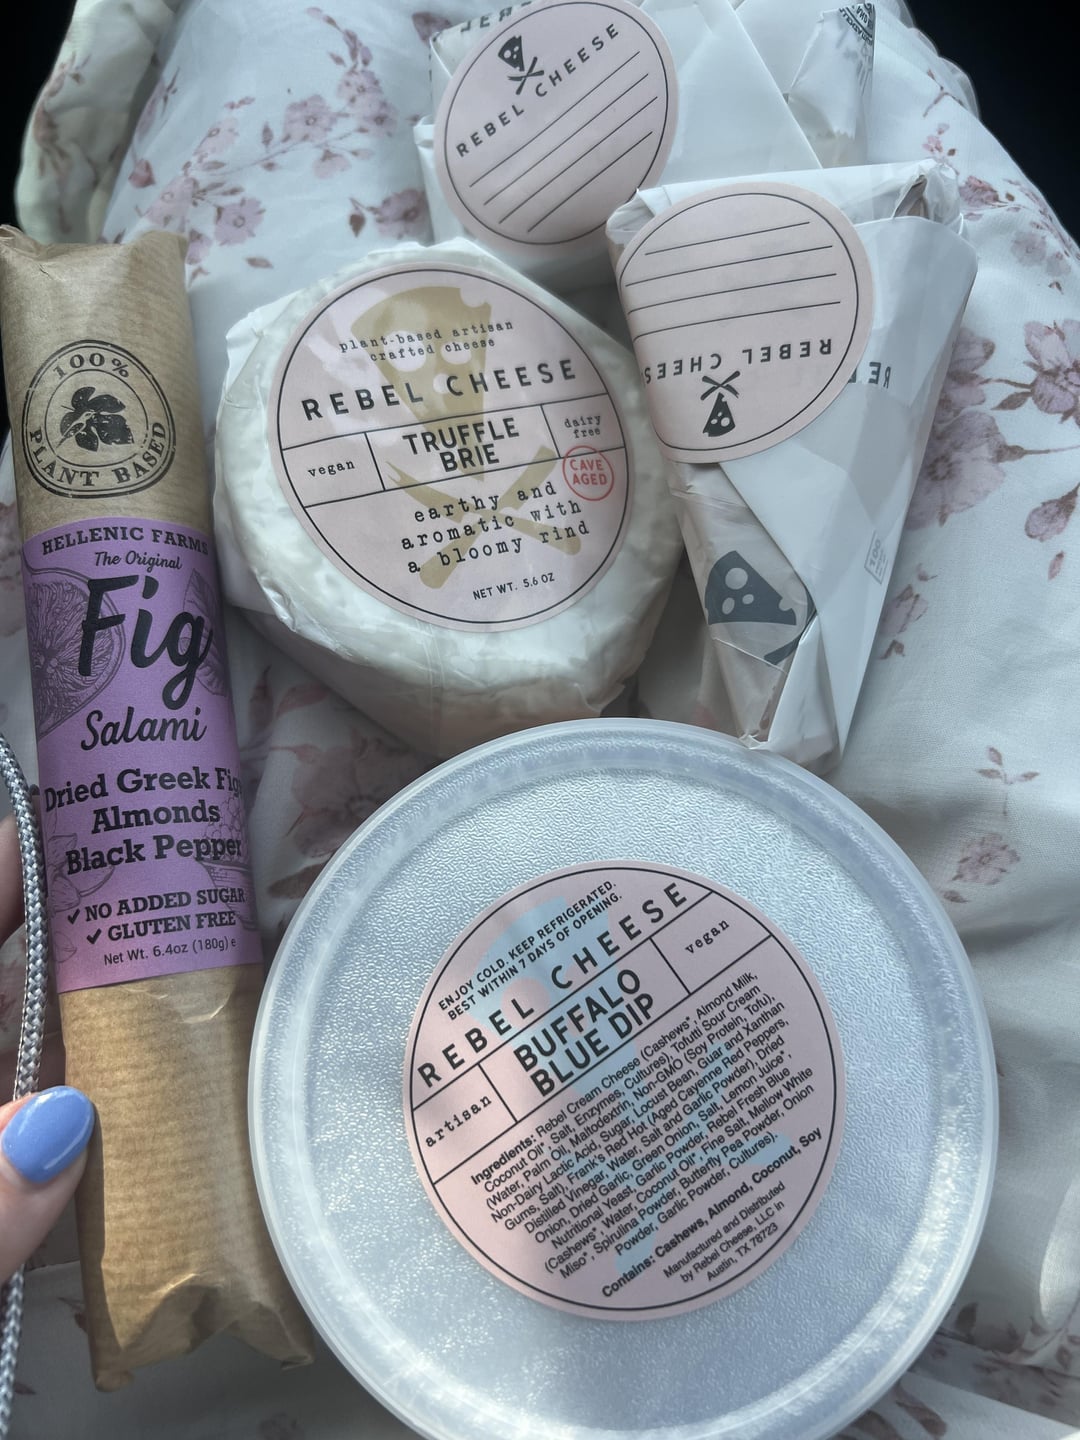 REBEL CHEESE
REBEL CHEESE
plant-based artisan
crafted cheese
REBEL CHEESE
vegan
TRUFFLE
BRIE
dairy
free
CAVE
AGED
earthy and
aromatic with
a bloomy rind
NET WT. 5.6 OZ
100%
PLANT BASED
HELLENIC FARMS
The Original
Fig
Salami
Dried Greek Fig
Almonds
Black Pepper
NO ADDED SUGAR
GLUTEN FREE
Net Wt. 6.4oz (180g) e
ENJOY COLD. KEEP REFRIGERATED.
BEST WITHIN 7 DAYS OF OPENING.
REBEL CHEESE
artisan
BUFFALO
BLUE DIP
vegan
Ingredients: Rebel Cream Cheese (Cashews*, Almond Milk,
Coconut Oil*, Salt, Enzymes, Cultures), Tofutti Sour Cream
(Water, Palm Oil, Maltodextrin, Non-GMO (Soy Protein, Tofu),
Non-Dairy Lactic Acid, Sugar, Locust Bean, Guar and Xanthan
Gums, Salt), Frank's Red Hot (Aged Cayenne Red Peppers,
Distilled Vinegar, Water, Salt and Garlic Powder), Dried
Onion, Dried Garlic, Green Onion, Salt, Lemon Juice*,
Nutritional Yeast, Garlic Powder, Rebel Fresh Blue
(Cashews*, Water, Coconut Oil*, Fine Salt, Mellow White
Miso*, Spirulina Powder, Butterfly Pea Powder, Onion
Powder, Garlic Powder, Cultures).
Contains: Cashews, Almond, Coconut, Soy
Manufactured and Distributed
by Rebel Cheese, LLC in
Austin, TX 78723